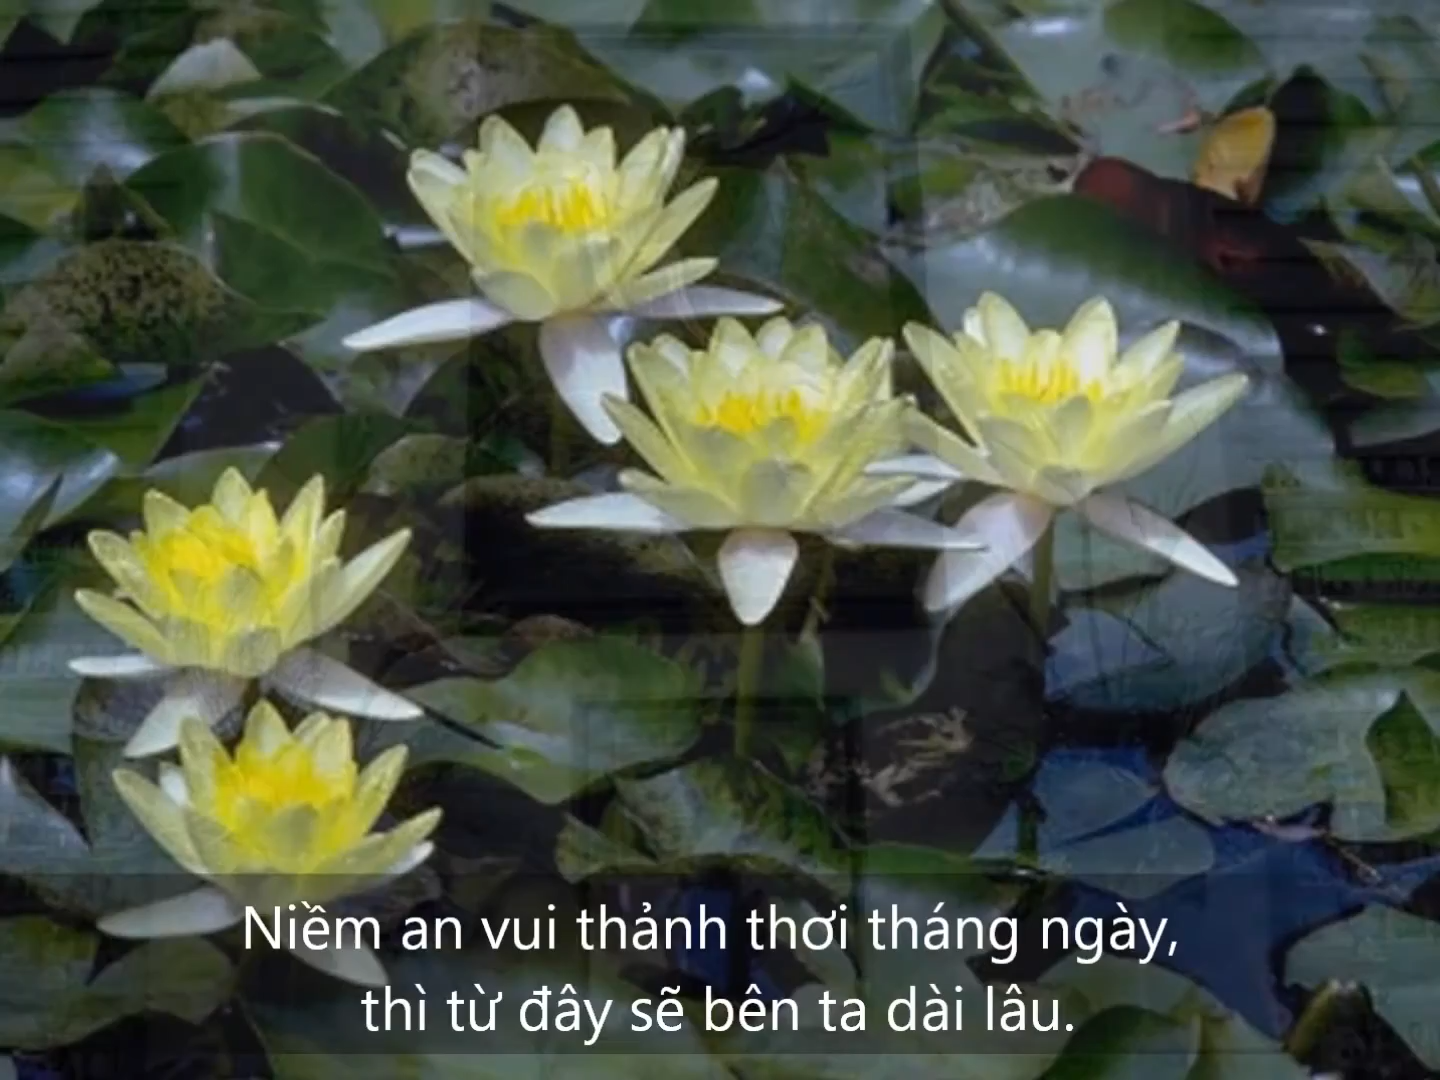 Niềm an vui thảnh thơi tháng ngày,
thì từ đây sẽ bên ta dài lâu.